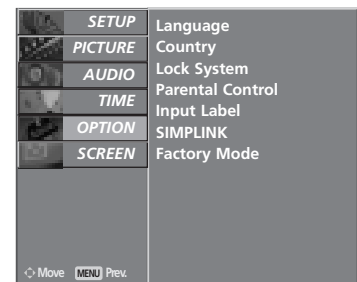 SETUP
PICTURE
AUDIO
TIME
OPTION
SCREEN
Language
Country
Lock System
Parental Control
Input Label
SIMPLINK
Factory Mode
Move MENU Prev.